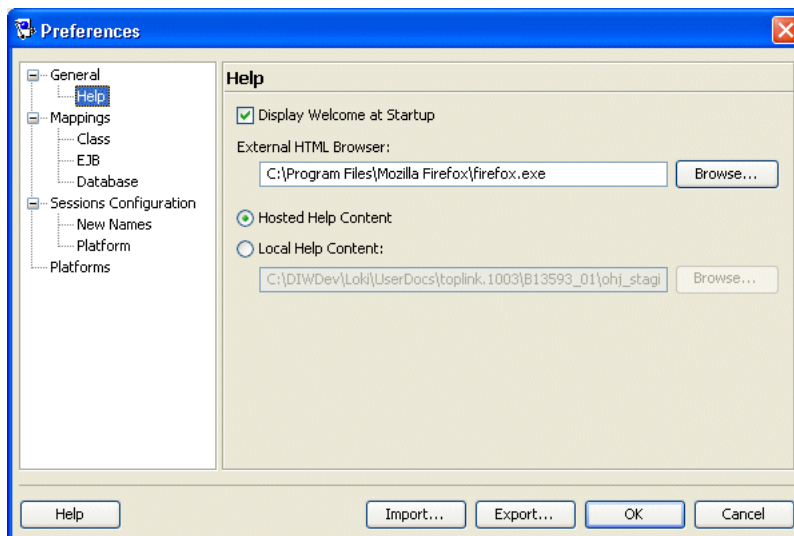 Preferences
General
Help
Mappings
Class
EJB
Database
Sessions Configuration
New Names
Platform
Platforms
Help
Display Welcome at Startup
External HTML Browser:
C:\Program Files\Mozilla Firefox\firefox.exe Browse...
Hosted Help Content
Local Help Content:
C:\DIWDev\Loki\UserDocs\toplink.1003\B13593_01\ohj_stagi Browse...
Help Import... Export... OK Cancel